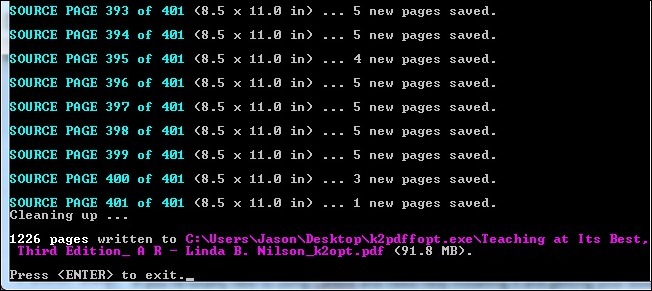 SOURCE PAGE 393 of 401 (8.5 x 11.0 in) ... 5 new pages saved.
SOURCE PAGE 394 of 401 (8.5 x 11.0 in) ... 5 new pages saved.
SOURCE PAGE 395 of 401 (8.5 x 11.0 in) ... 4 new pages saved.
SOURCE PAGE 396 of 401 (8.5 x 11.0 in) ... 5 new pages saved.
SOURCE PAGE 397 of 401 (8.5 x 11.0 in) ... 5 new pages saved.
SOURCE PAGE 398 of 401 (8.5 x 11.0 in) ... 5 new pages saved.
SOURCE PAGE 399 of 401 (8.5 x 11.0 in) ... 5 new pages saved.
SOURCE PAGE 400 of 401 (8.5 x 11.0 in) ... 3 new pages saved.
SOURCE PAGE 401 of 401 (8.5 x 11.0 in) ... 1 new pages saved.
Cleaning up ...
1226 pages written to C:\Users\Jason\Desktop\k2pdffopt.exe\Teaching at Its Best,
Third Edition_ A R - Linda B. Nilson_k2opt.pdf (91.8 MB).
Press <ENTER> to exit._